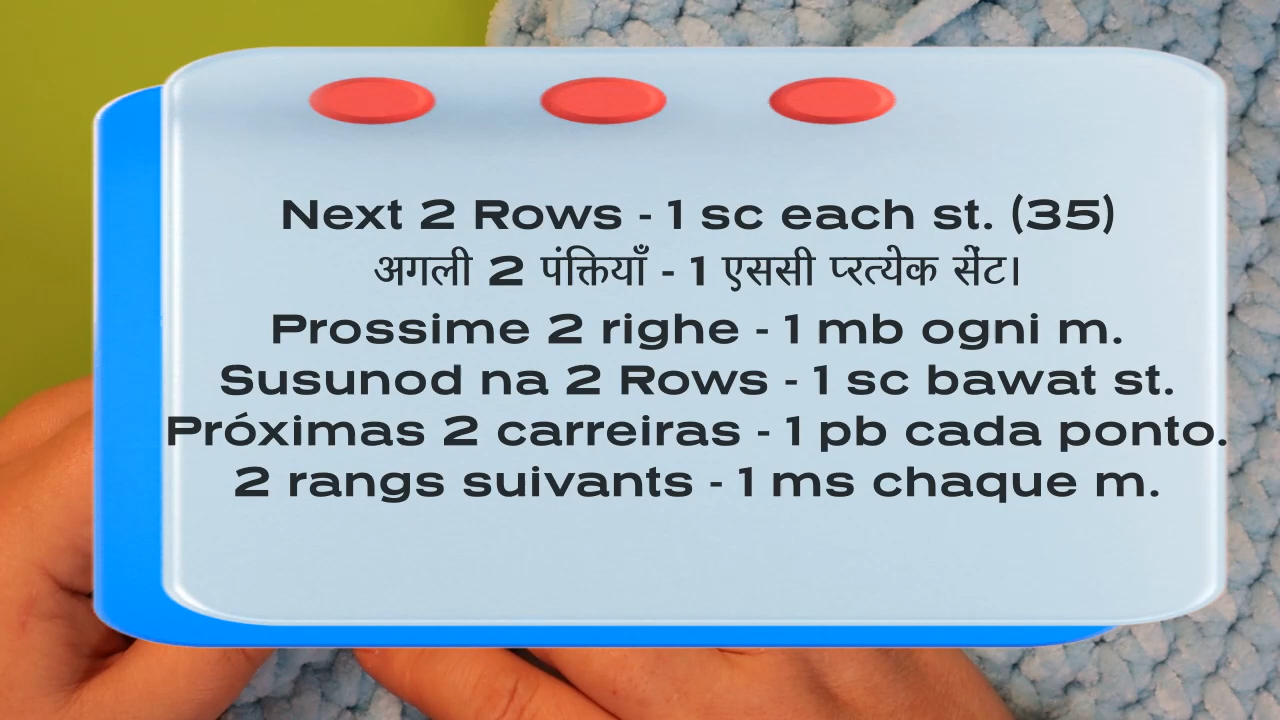 Next 2 Rows - 1 sc each st. (35)
अगली 2 पंक्तियाँ - 1 एससी प्रत्येक सेंट।
Prossime 2 righe - 1 mb ogni m.
Susunod na 2 Rows - 1 sc bawat st.
Próximas 2 carreiras - 1 pb cada ponto.
2 rangs suivants - 1 ms chaque m.